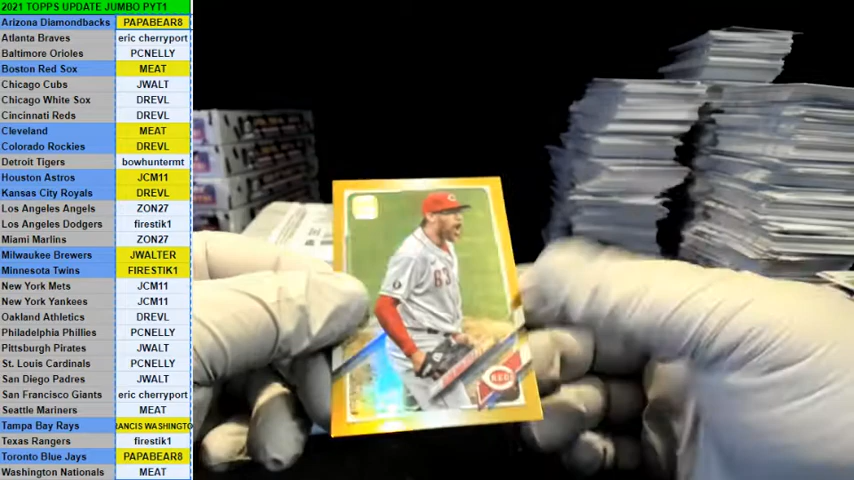 2021 TOPPS UPDATE JUMBO PYT1
Arizona Diamondbacks PAPABEAR8
Atlanta Braves eric cherryport
Baltimore Orioles PCNELLY
Boston Red Sox MEAT
Chicago Cubs JWALT
Chicago White Sox DREVL
Cincinnati Reds DREVL
Cleveland MEAT
Colorado Rockies DREVL
Detroit Tigers bowhuntermt
Houston Astros JCM11
Kansas City Royals DREVL
Los Angeles Angels ZON27
Los Angeles Dodgers firestik1
Miami Marlins ZON27
Milwaukee Brewers JWALTER
Minnesota Twins FIRESTIK1
New York Mets JCM11
New York Yankees JCM11
Oakland Athletics DREVL
Philadelphia Phillies PCNELLY
Pittsburgh Pirates JWALT
St. Louis Cardinals PCNELLY
San Diego Padres JWALT
San Francisco Giants eric cherryport
Seattle Mariners MEAT
Tampa Bay Rays RANCIS WASHINGTO
Texas Rangers firestik1
Toronto Blue Jays PAPABEAR8
Washington Nationals MEAT
REDS